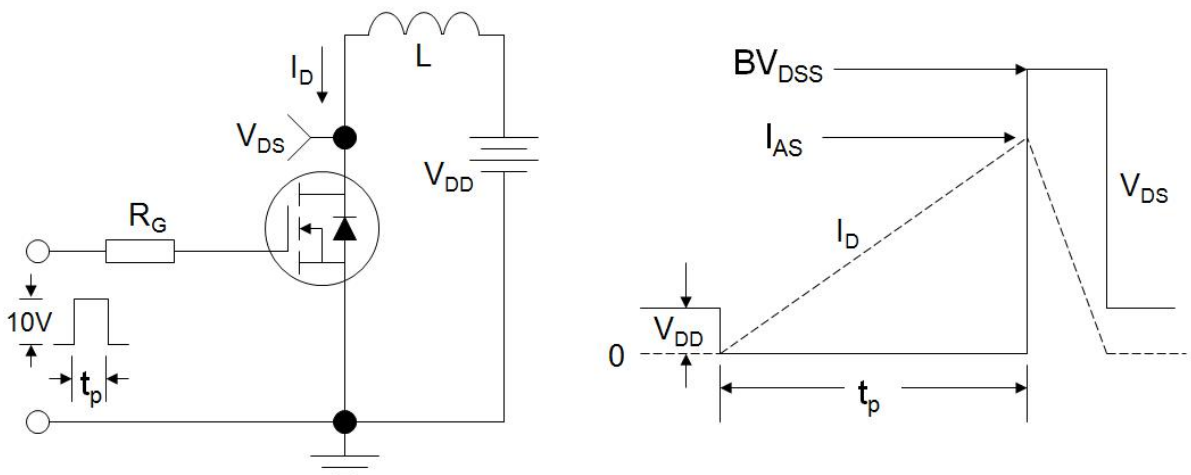 L
I_D
V_DS
V_DD
R_G
10V
t_p
BV_DSS
I_AS
V_DS
I_D
V_DD
0
t_p